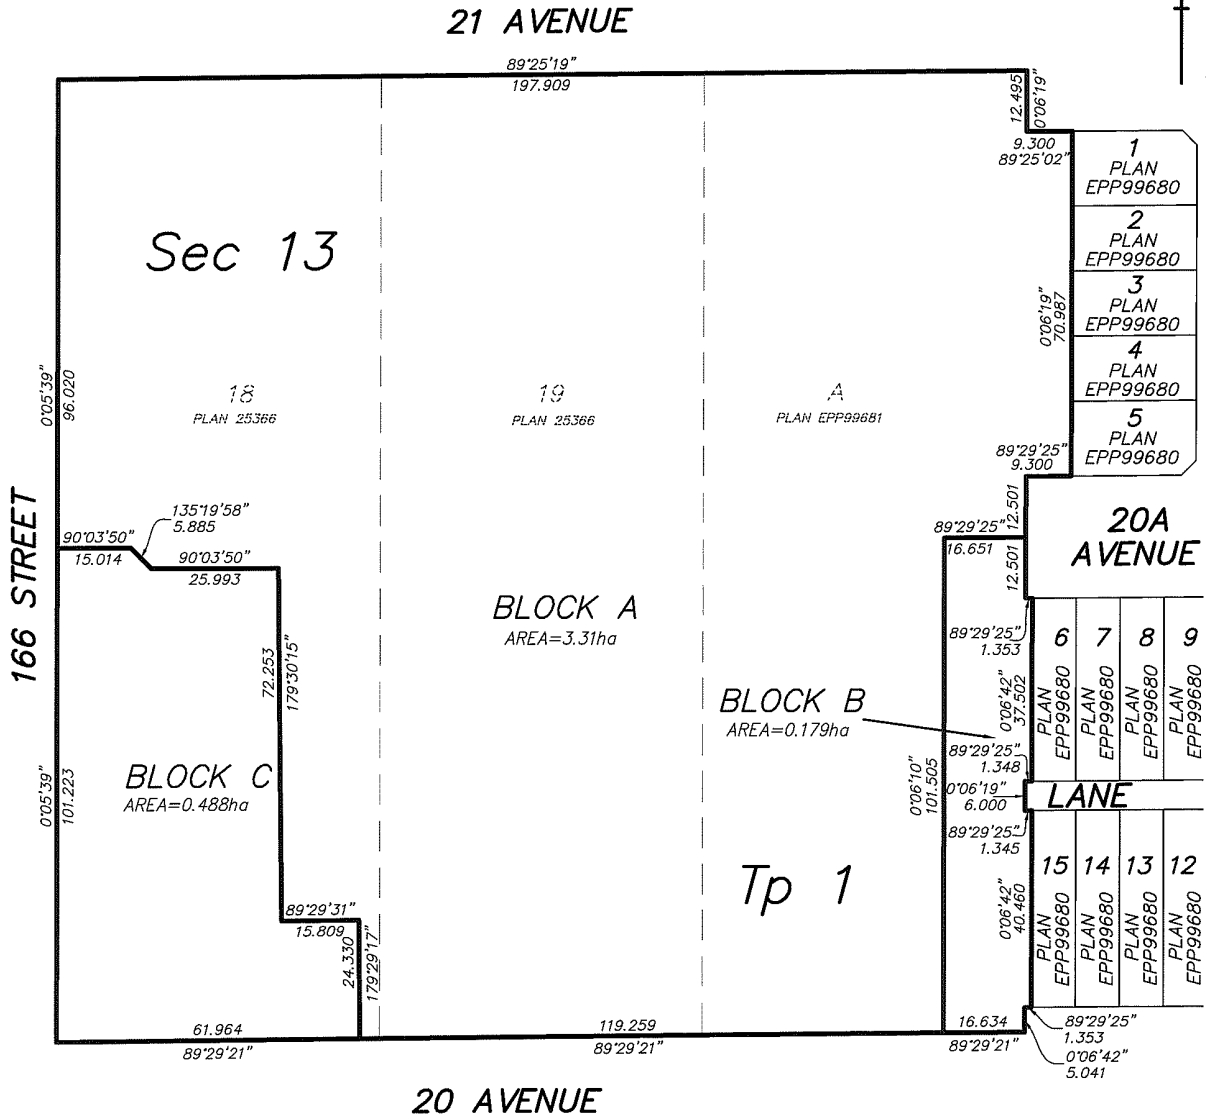 21 AVENUE
89°25'19"
197.909
12.495
0°06'19"
9.300
89°25'02"
1
PLAN
EPP99680
2
PLAN
EPP99680
3
PLAN
EPP99680
4
PLAN
EPP99680
5
PLAN
EPP99680
Sec 13
0°06'19"
70.987
0°05'39"
96.020
18
PLAN 25366
19
PLAN 25366
A
PLAN EPP99681
89°29'25"
9.300
12.501
20A
AVENUE
166 STREET
135°19'58"
5.885
90°03'50"
15.014
90°03'50"
25.993
89°29'25"
16.651
12.501
BLOCK A
AREA=3.31ha
89°29'25"
1.353
6
PLAN
EPP99680
7
PLAN
EPP99680
8
PLAN
EPP99680
9
PLAN
EPP99680
72.253
179°30'15"
0°06'42"
37.502
BLOCK B
AREA=0.179ha
89°29'25"
1.348
BLOCK C
AREA=0.488ha
0°05'39"
101.223
0°06'10"
101.505
0°06'19"
6.000
LANE
89°29'25"
1.345
Tp 1
15
PLAN
EPP99680
14
PLAN
EPP99680
13
PLAN
EPP99680
12
PLAN
EPP99680
0°06'42"
40.460
89°29'31"
15.809
24.330
179°29'17"
61.964
89°29'21"
119.259
89°29'21"
16.634
89°29'21"
89°29'25"
1.353
0°06'42"
5.041
20 AVENUE